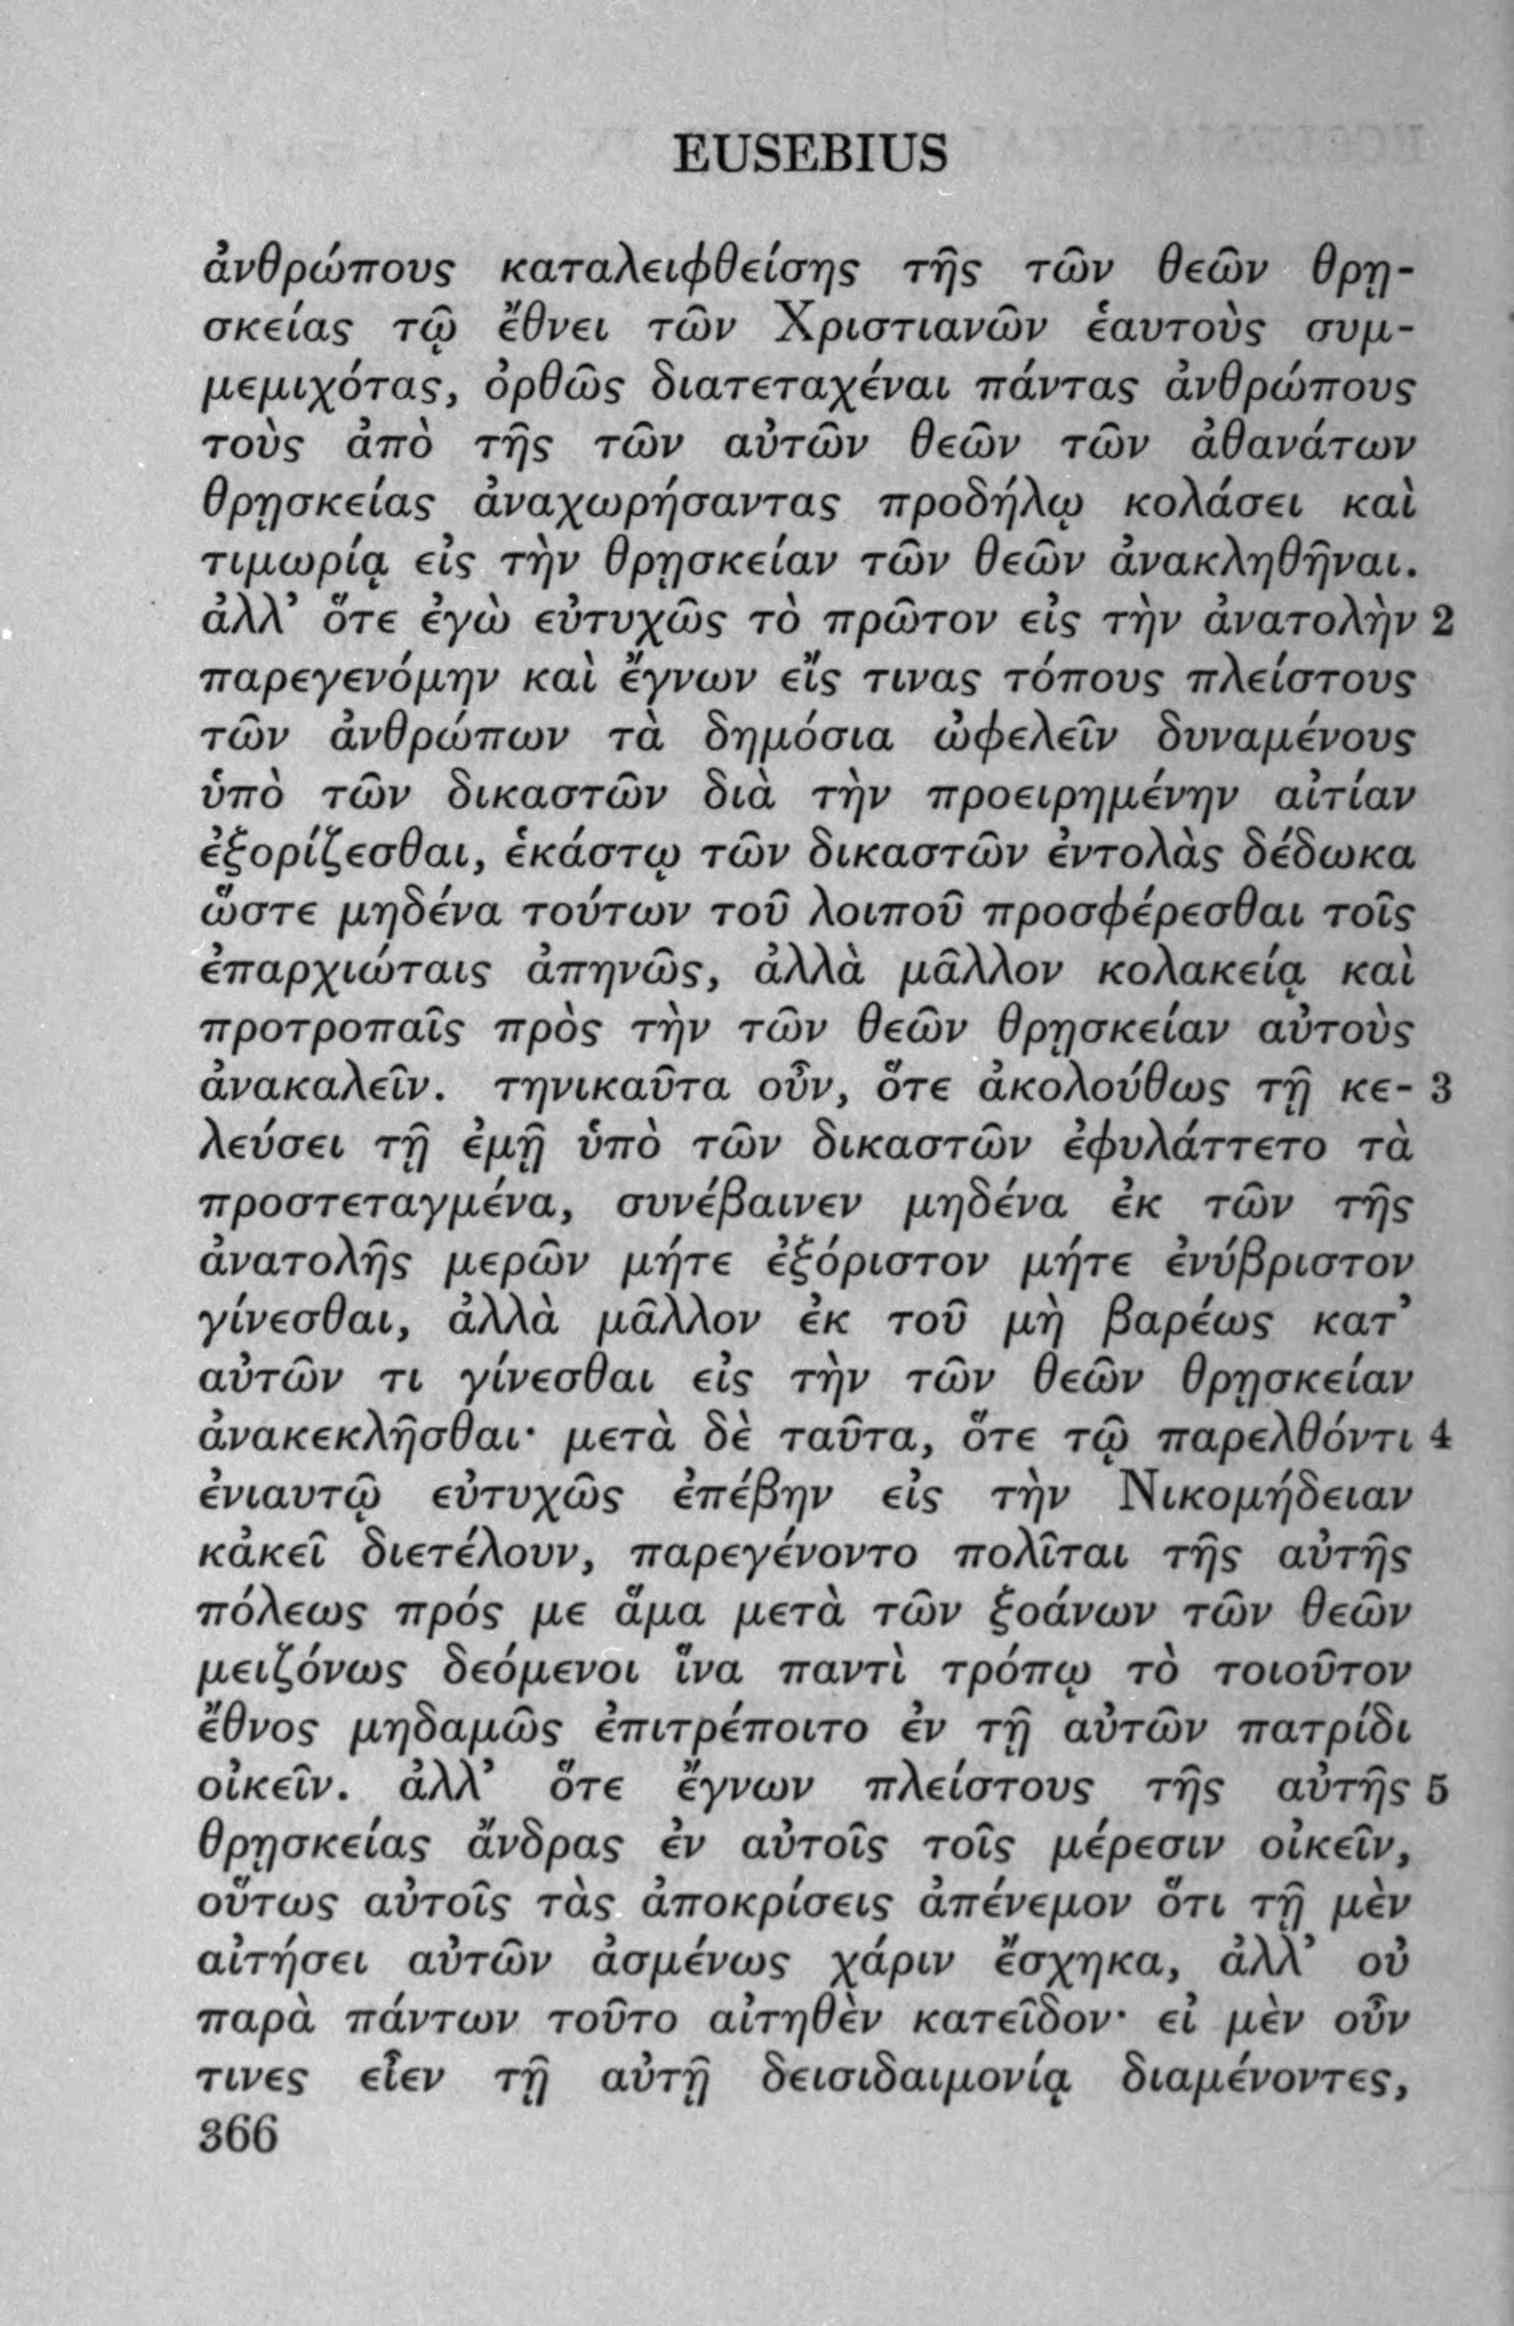 EUSEBIUS
ἀνθρώπους καταλειφθείσης τῆς τῶν θεῶν θρῃ-
σκείας τῷ ἔθνει τῶν Χριστιανῶν ἑαυτοὺς συμ-
μεμιχότας, ὀρθῶς διατεταχέναι πάντας ἀνθρώπους
τοὺς ἀπὸ τῆς τῶν αὐτῶν θεῶν τῶν ἀθανάτων
θρῃσκείας ἀναχωρήσαντας προδήλῳ κολάσει καὶ
τιμωρίᾳ εἰς τὴν θρῃσκείαν τῶν θεῶν ἀνακληθῆναι.
ἀλλ’ ὅτε ἐγὼ εὐτυχῶς τὸ πρῶτον εἰς τὴν ἀνατολὴν 2
παρεγενόμην καὶ ἔγνων εἴς τινας τόπους πλείστους
τῶν ἀνθρώπων τὰ δημόσια ὠφελεῖν δυναμένους
ὑπὸ τῶν δικαστῶν διὰ τὴν προειρημένην αἰτίαν
ἐξορίζεσθαι, ἑκάστῳ τῶν δικαστῶν ἐντολὰς δέδωκα
ὥστε μηδένα τούτων τοῦ λοιποῦ προσφέρεσθαι τοῖς
ἐπαρχιώταις ἀπηνῶς, ἀλλὰ μᾶλλον κολακείᾳ καὶ
προτροπαῖς πρὸς τὴν τῶν θεῶν θρῃσκείαν αὐτοὺς
ἀνακαλεῖν. τηνικαῦτα οὖν, ὅτε ἀκολούθως τῇ κε- 3
λεύσει τῇ ἐμῇ ὑπὸ τῶν δικαστῶν ἐφυλάττετο τὰ
προστεταγμένα, συνέβαινεν μηδένα ἐκ τῶν τῆς
ἀνατολῆς μερῶν μήτε ἐξόριστον μήτε ἐνύβριστον
γίνεσθαι, ἀλλὰ μᾶλλον ἐκ τοῦ μὴ βαρέως κατ’
αὐτῶν τι γίνεσθαι εἰς τὴν τῶν θεῶν θρῃσκείαν
ἀνακεκλῆσθαι· μετὰ δὲ ταῦτα, ὅτε τῷ παρελθόντι 4
ἐνιαυτῷ εὐτυχῶς ἐπέβην εἰς τὴν Νικομήδειαν
κἀκεῖ διετέλουν, παρεγένοντο πολῖται τῆς αὐτῆς
πόλεως πρός με ἅμα μετὰ τῶν ξοάνων τῶν θεῶν
μειζόνως δεόμενοι ἵνα παντὶ τρόπῳ τὸ τοιοῦτον
ἔθνος μηδαμῶς ἐπιτρέποιτο ἐν τῇ αὐτῶν πατρίδι
οἰκεῖν. ἀλλ’ ὅτε ἔγνων πλείστους τῆς αὐτῆς 5
θρῃσκείας ἄνδρας ἐν αὐτοῖς τοῖς μέρεσιν οἰκεῖν,
οὕτως αὐτοῖς τὰς ἀποκρίσεις ἀπένεμον ὅτι τῇ μὲν
αἰτήσει αὐτῶν ἀσμένως χάριν ἔσχηκα, ἀλλ’ οὐ
παρὰ πάντων τοῦτο αἰτηθὲν κατεῖδον· εἰ μὲν οὖν
τινες εἶεν τῇ αὐτῇ δεισιδαιμονίᾳ διαμένοντες,
366